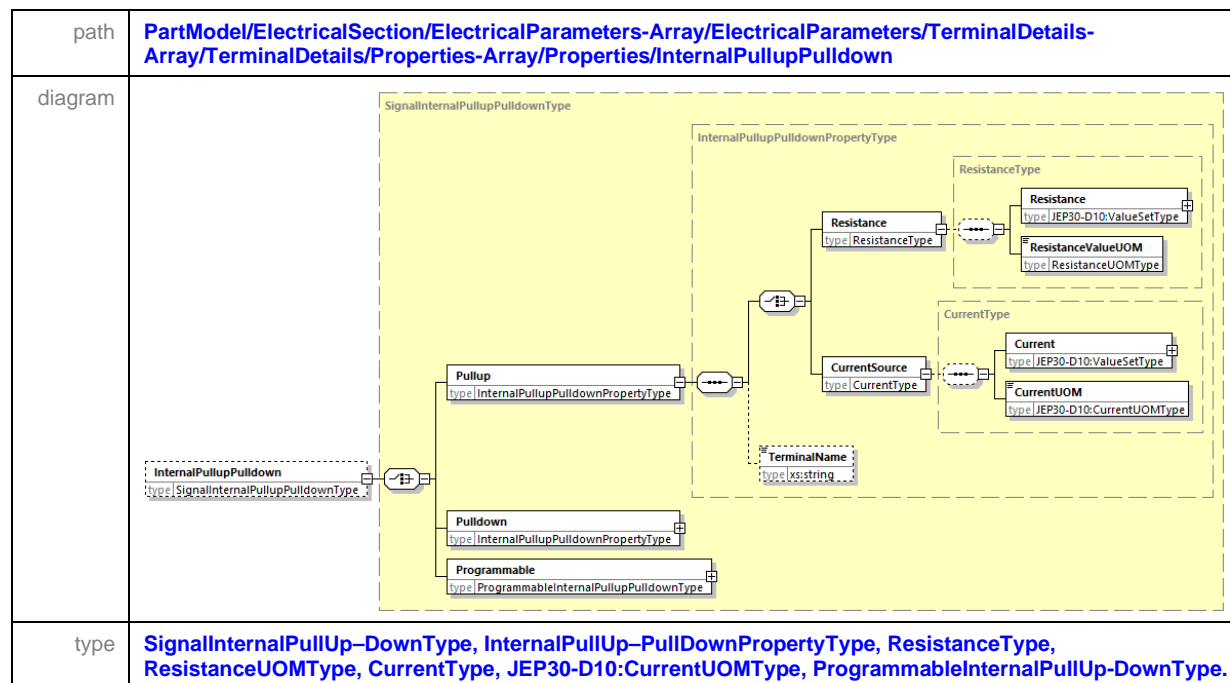 path
PartModel/ElectricalSection/ElectricalParameters-Array/ElectricalParameters/TerminalDetails-
Array/TerminalDetails/Properties-Array/Properties/InternalPullupPulldown
diagram
SignalInternalPullupPulldownType
InternalPullupPulldownPropertyType
ResistanceType
Resistance
type JEP30-D10:ValueSetType
Resistance
type ResistanceType
ResistanceValueUOM
type ResistanceUOMType
CurrentType
Current
type JEP30-D10:ValueSetType
CurrentSource
type CurrentType
CurrentUOM
type JEP30-D10:CurrentUOMType
Pullup
type InternalPullupPulldownPropertyType
TerminalName
type xs:string
InternalPullupPulldown
type SignalInternalPullupPulldownType
Pulldown
type InternalPullupPulldownPropertyType
Programmable
type ProgrammableInternalPullupPulldownType
type
SignalInternalPullUp–DownType, InternalPullUp–PullDownPropertyType, ResistanceType,
ResistanceUOMType, CurrentType, JEP30-D10:CurrentUOMType, ProgrammableInternalPullUp-DownType.